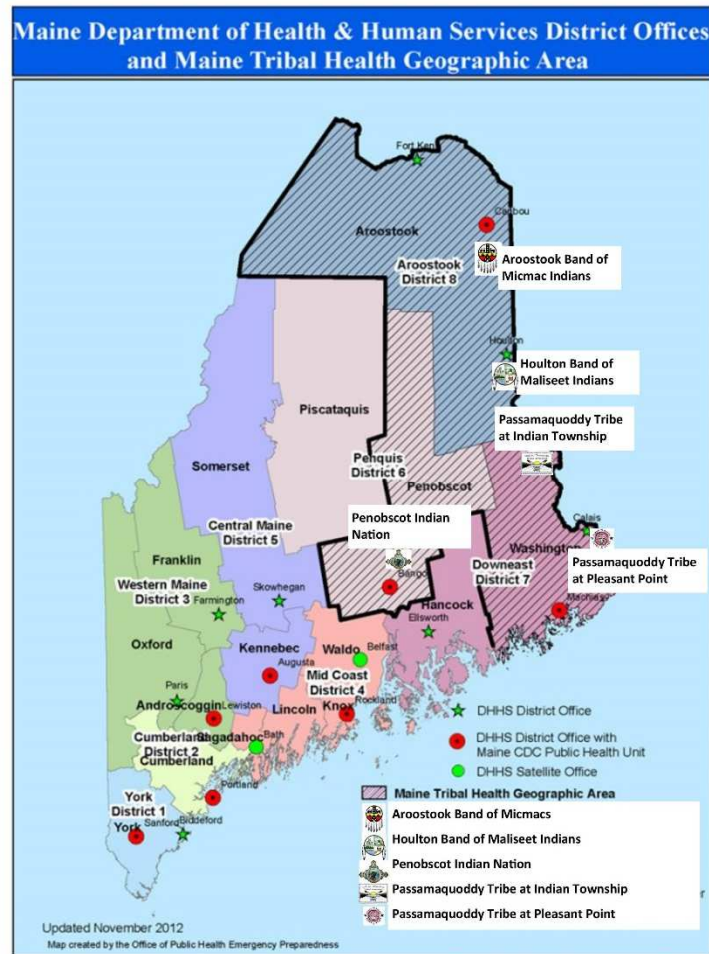 Maine Department of Health & Human Services District Offices
and Maine Tribal Health Geographic Area
Fort Kent
Caribou
Aroostook
Aroostook Band of
Micmac Indians
Aroostook
District 8
Houlton
Houlton Band of
Maliseet Indians
Piscataquis
Passamaquoddy Tribe
at Indian Township
Somerset
Penquis
District 6
Penobscot
Penobscot Indian
Nation
Calais
Central Maine
District 5
Washington
Franklin
Downeast
District 7
Passamaquoddy Tribe
at Pleasant Point
Western Maine
District 3
Skowhegan
Bangor
Farmington
Hancock
Machias
Ellsworth
Oxford
Kennebec
Waldo
Belfast
Augusta
Mid Coast
District 4
Paris
Androscoggin
Lewiston
Lincoln
Knox
Rockland
DHHS District Office
Cumberland
District 2
Sagadahoc
Bath
DHHS District Office with
Maine CDC Public Health Unit
Cumberland
DHHS Satellite Office
Portland
Maine Tribal Health Geographic Area
York
District 1
Aroostook Band of Micmacs
York
Sanford
Biddeford
Houlton Band of Maliseet Indians
Penobscot Indian Nation
Passamaquoddy Tribe at Indian Township
Passamaquoddy Tribe at Pleasant Point
Updated November 2012
Map created by the Office of Public Health Emergency Preparedness